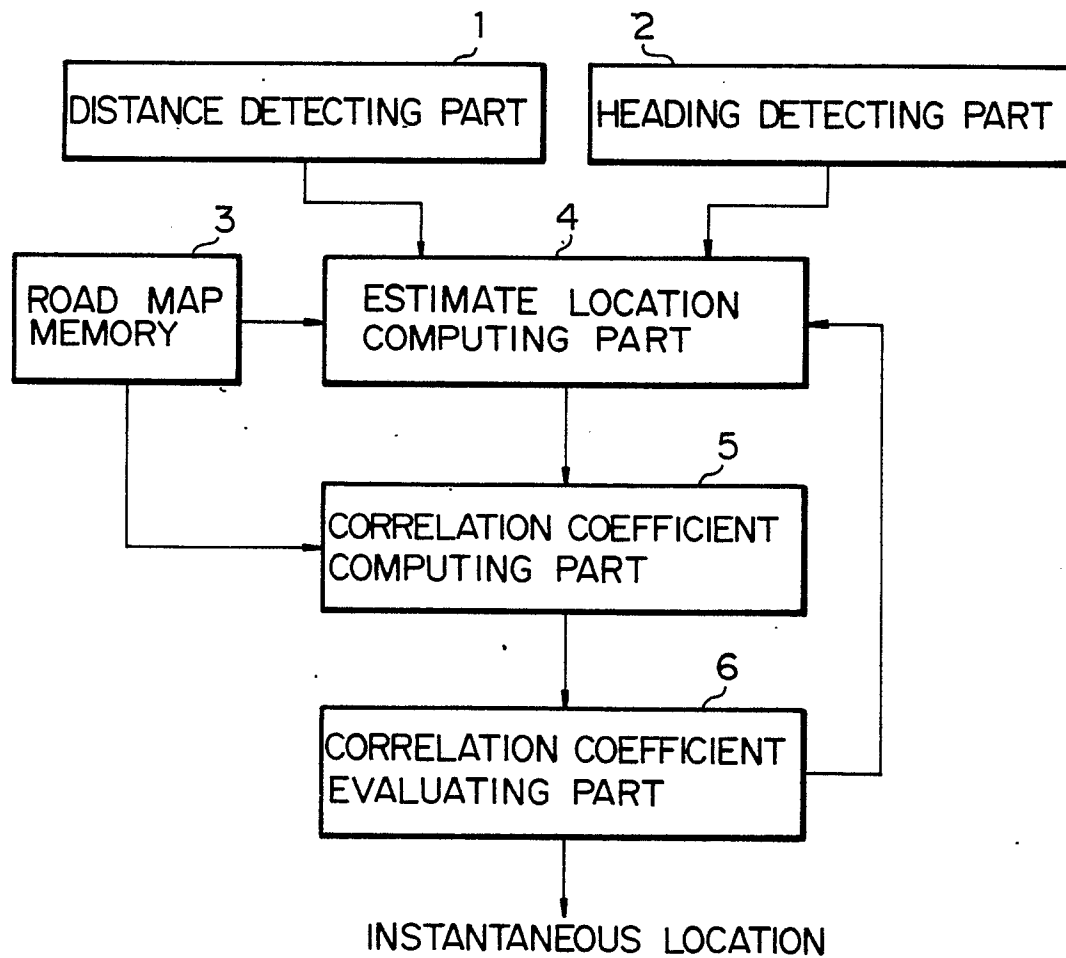 1
DISTANCE DETECTING PART
2
HEADING DETECTING PART
3
ROAD MAP
MEMORY
4
ESTIMATE LOCATION
COMPUTING PART
5
CORRELATION COEFFICIENT
COMPUTING PART
6
CORRELATION COEFFICIENT
EVALUATING PART
INSTANTANEOUS LOCATION